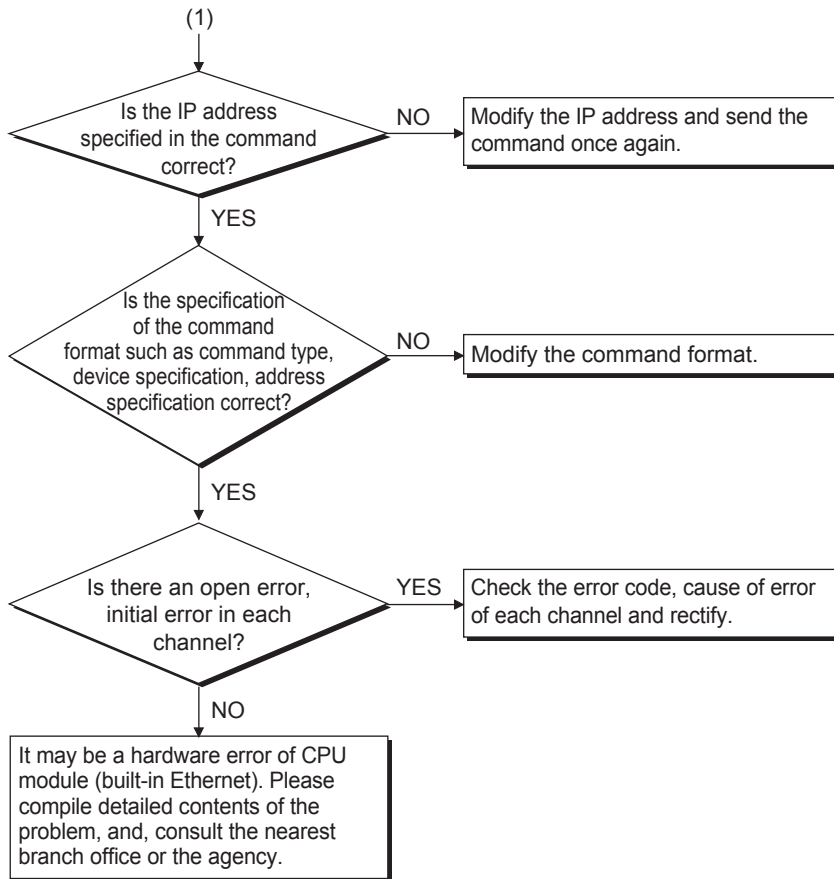 (1)
Is the IP address
specified in the command
correct?
NO
Modify the IP address and send the
command once again.
YES
Is the specification
of the command
format such as command type,
device specification, address
specification correct?
NO
Modify the command format.
YES
Is there an open error,
initial error in each
channel?
YES
Check the error code, cause of error
of each channel and rectify.
NO
It may be a hardware error of CPU
module (built-in Ethernet). Please
compile detailed contents of the
problem, and, consult the nearest
branch office or the agency.